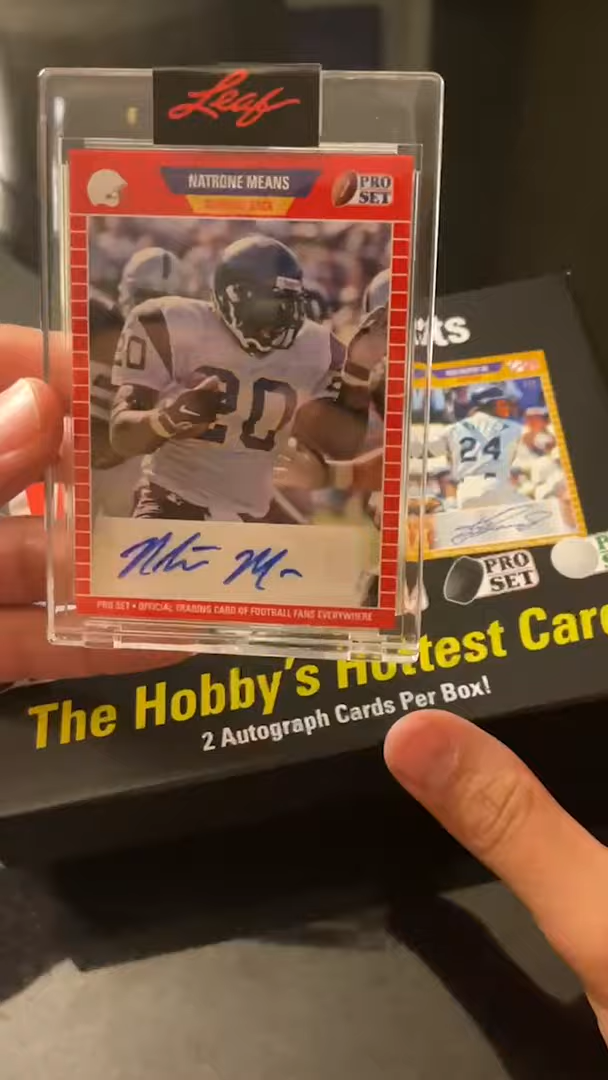 Leaf
NATRONE MEANS
RUNNING BACK
PRO
SET
20
20
24
PRO SET • OFFICIAL TRADING CARD OF FOOTBALL FANS EVERYWHERE
PRO
SET
The Hobby's Hottest
2 Autograph Cards Per Box!